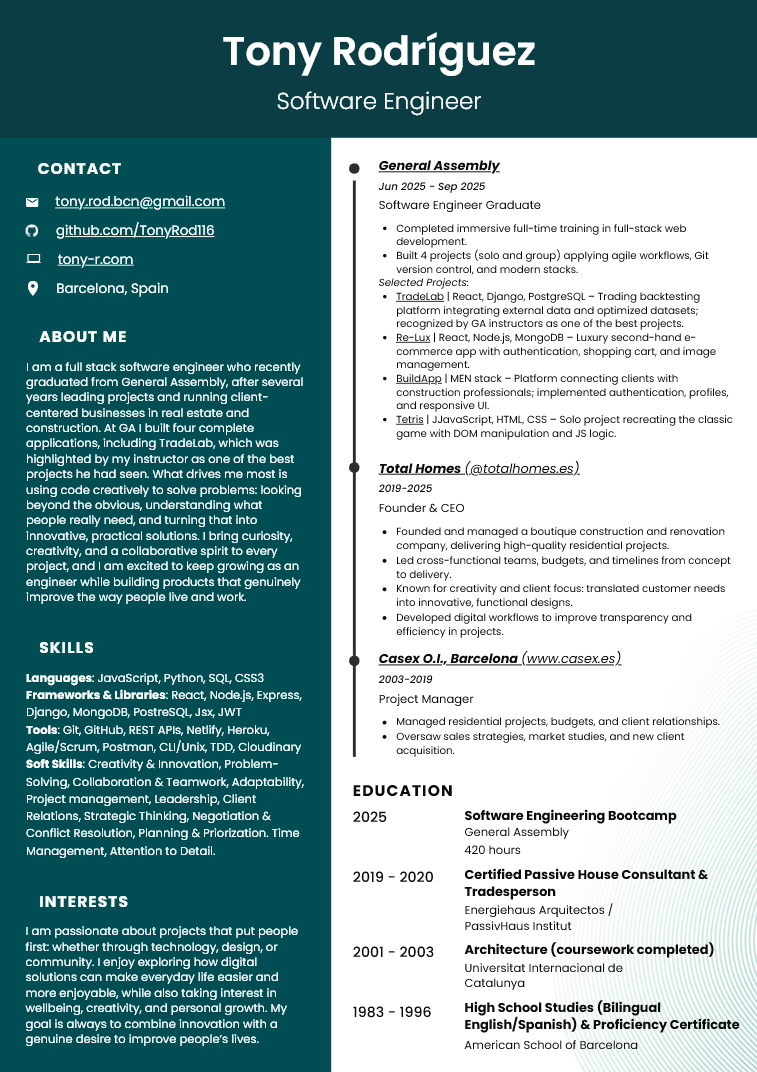 Tony Rodríguez
Software Engineer
CONTACT
tony.rod.bcn@gmail.com
github.com/TonyRod116
tony-r.com
Barcelona, Spain
ABOUT ME
I am a full stack software engineer who recently
graduated from General Assembly, after several
years leading projects and running client-
centered businesses in real estate and
construction. At GA I built four complete
applications, including TradeLab, which was
highlighted by my instructor as one of the best
projects he had seen. What drives me most is
using code creatively to solve problems: looking
beyond the obvious, understanding what
people really need, and turning that into
innovative, practical solutions. I bring curiosity,
creativity, and a collaborative spirit to every
project, and I am excited to keep growing as an
engineer while building products that genuinely
improve the way people live and work.
SKILLS
Languages: JavaScript, Python, SQL, CSS3
Frameworks & Libraries: React, Node.js, Express,
Django, MongoDB, PostreSQL, Jsx, JWT
Tools: Git, GitHub, REST APIs, Netlify, Heroku,
Agile/Scrum, Postman, CLI/Unix, TDD, Cloudinary
Soft Skills: Creativity & Innovation, Problem-
Solving, Collaboration & Teamwork, Adaptability,
Project management, Leadership, Client
Relations, Strategic Thinking, Negotiation &
Conflict Resolution, Planning & Priorization. Time
Management, Attention to Detail.
INTERESTS
I am passionate about projects that put people
first: whether through technology, design, or
community. I enjoy exploring how digital
solutions can make everyday life easier and
more enjoyable, while also taking interest in
wellbeing, creativity, and personal growth. My
goal is always to combine innovation with a
genuine desire to improve people's lives.
General Assembly
Jun 2025 - Sep 2025
Software Engineer Graduate
• Completed immersive full-time training in full-stack web
development.
• Built 4 projects (solo and group) applying agile workflows, Git
version control, and modern stacks.
Selected Projects:
• TradeLab | React, Django, PostgreSQL – Trading backtesting
platform integrating external data and optimized datasets;
recognized by GA instructors as one of the best projects.
• Re-Lux | React, Node.js, MongoDB – Luxury second-hand e-
commerce app with authentication, shopping cart, and image
management.
• BuildApp | MEN stack – Platform connecting clients with
construction professionals; implemented authentication, profiles,
and responsive UI.
• Tetris | JJavaScript, HTML, CSS – Solo project recreating the classic
game with DOM manipulation and JS logic.
Total Homes (@totalhomes.es)
2019-2025
Founder & CEO
• Founded and managed a boutique construction and renovation
company, delivering high-quality residential projects.
• Led cross-functional teams, budgets, and timelines from concept
to delivery.
• Known for creativity and client focus: translated customer needs
into innovative, functional designs.
• Developed digital workflows to improve transparency and
efficiency in projects.
Casex O.I., Barcelona (www.casex.es)
2003-2019
Project Manager
• Managed residential projects, budgets, and client relationships.
• Oversaw sales strategies, market studies, and new client
acquisition.
EDUCATION
2025
Software Engineering Bootcamp
General Assembly
420 hours
2019 - 2020
Certified Passive House Consultant &
Tradesperson
Energiehaus Arquitectos /
PassivHaus Institut
2001 - 2003
Architecture (coursework completed)
Universitat Internacional de
Catalunya
1983 - 1996
High School Studies (Bilingual
English/Spanish) & Proficiency Certificate
American School of Barcelona